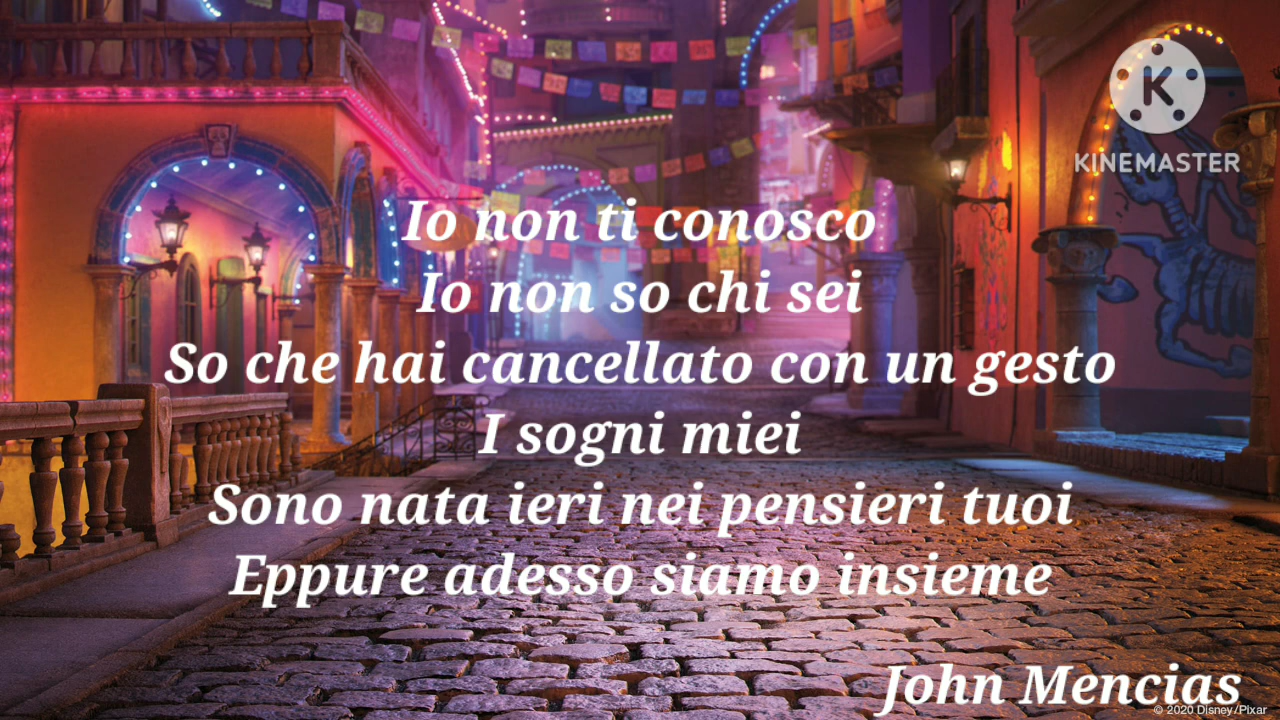 K
KINEMASTER
Io non ti conosco
Io non so chi sei
So che hai cancellato con un gesto
I sogni miei
Sono nata ieri nei pensieri tuoi
Eppure adesso siamo insieme
John Mencias
© 2020 Disney/Pixar